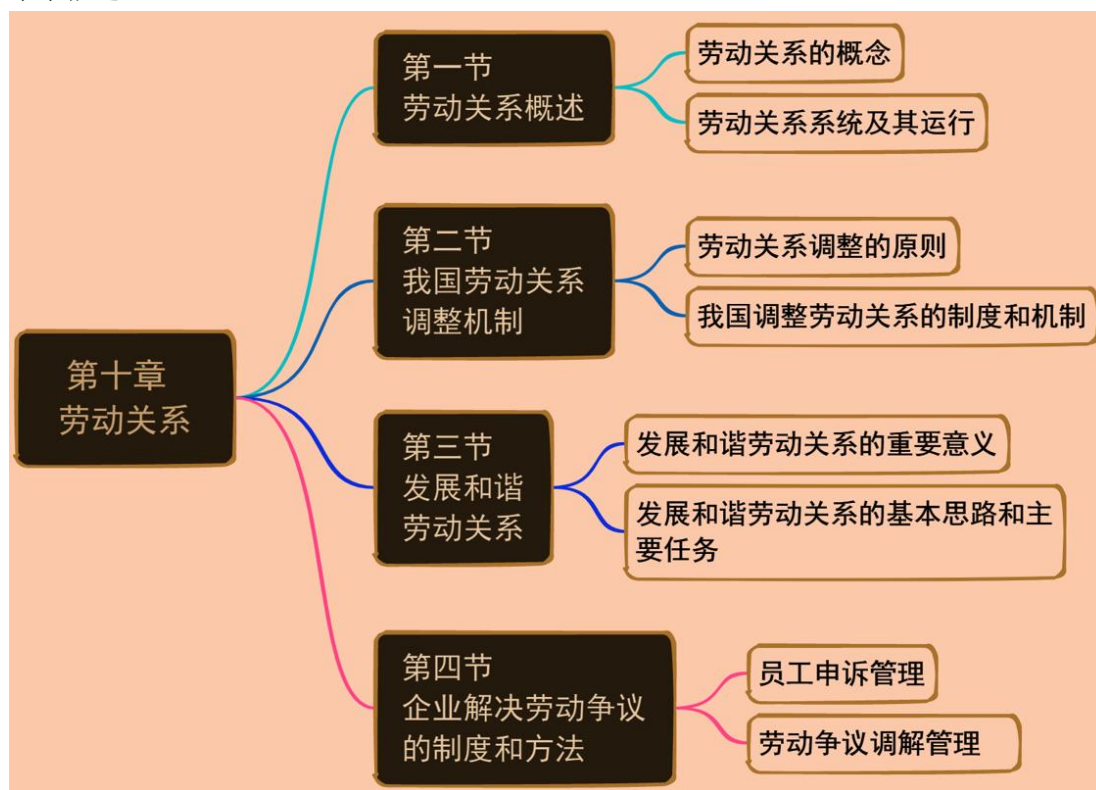 第十章
劳动关系
第一节
劳动关系概述
劳动关系的概念
劳动关系系统及其运行
第二节
我国劳动关系
调整机制
劳动关系调整的原则
我国调整劳动关系的制度和机制
第三节
发展和谐
劳动关系
发展和谐劳动关系的重要意义
发展和谐劳动关系的基本思路和主
要任务
第四节
企业解决劳动争议
的制度和方法
员工申诉管理
劳动争议调解管理